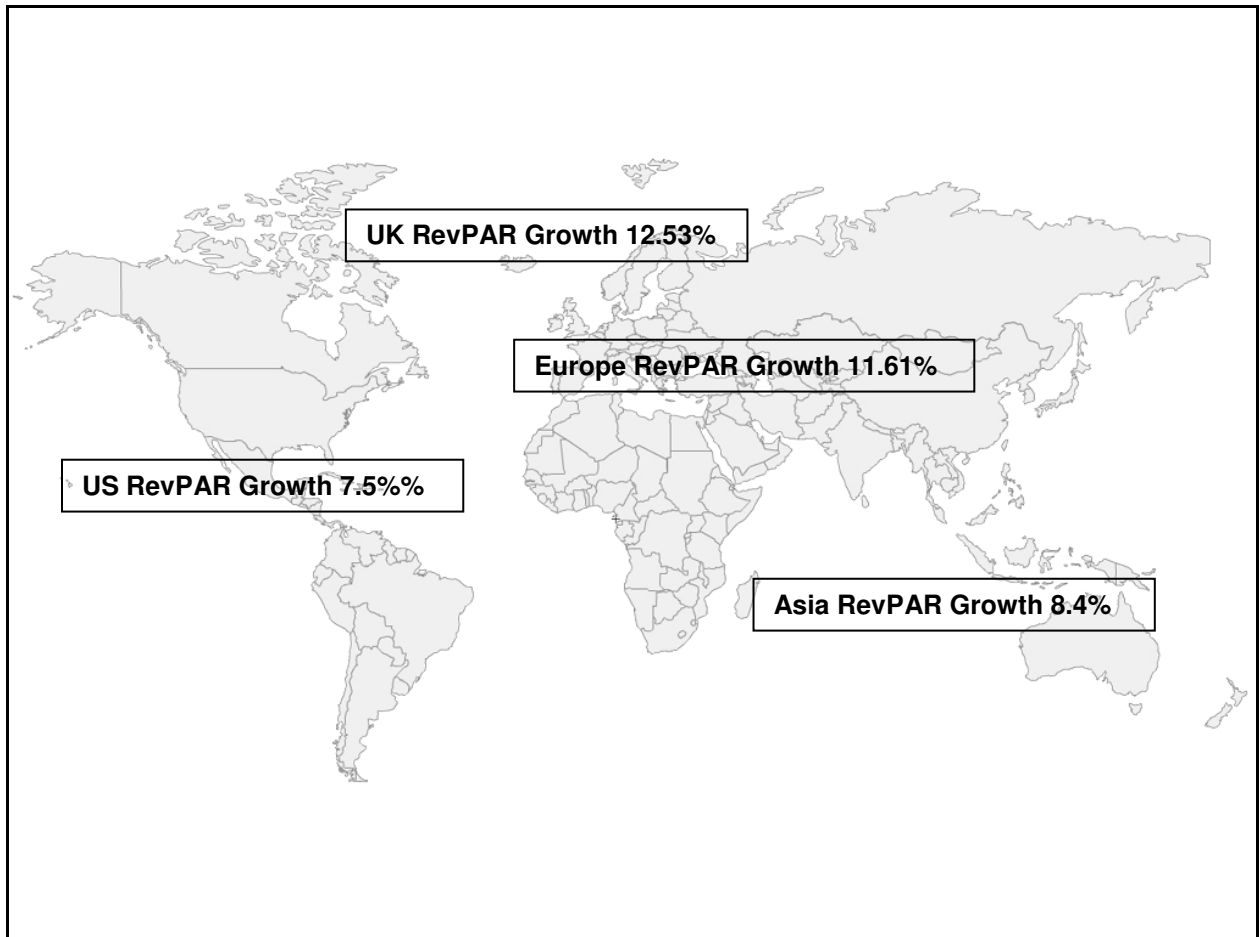 UK RevPAR Growth 12.53%
Europe RevPAR Growth 11.61%
US RevPAR Growth 7.5%%
Asia RevPAR Growth 8.4%